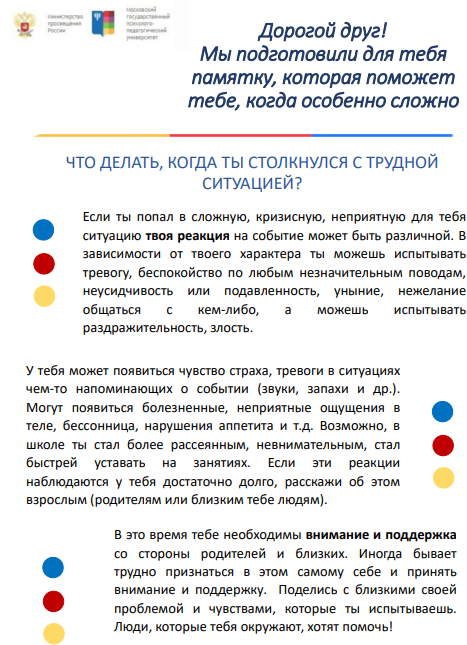 министерство
просвещения
России
московский
государственный
психолого-
педагогический
университет
Дорогой друг!
Мы подготовили для тебя
памятку, которая поможет
тебе, когда особенно сложно
ЧТО ДЕЛАТЬ, КОГДА ТЫ СТОЛКНУЛСЯ С ТРУДНОЙ
СИТУАЦИЕЙ?
Если ты попал в сложную, кризисную, неприятную для тебя
ситуацию твоя реакция на событие может быть различной. В
зависимости от твоего характера ты можешь испытывать
тревогу, беспокойство по любым незначительным поводам,
неусидчивость или подавленность, уныние, нежелание
общаться с кем-либо, а можешь испытывать
раздражительность, злость.
У тебя может появиться чувство страха, тревоги в ситуациях
чем-то напоминающих о событии (звуки, запахи и др.).
Могут появиться болезненные, неприятные ощущения в
теле, бессонница, нарушения аппетита и т.д. Возможно, в
школе ты стал более рассеянным, невнимательным, стал
быстрей уставать на занятиях. Если эти реакции
наблюдаются у тебя достаточно долго, расскажи об этом
взрослым (родителям или близким тебе людям).
В это время тебе необходимы внимание и поддержка
со стороны родителей и близких. Иногда бывает
трудно признаться в этом самому себе и принять
внимание и поддержку. Поделись с близкими своей
проблемой и чувствами, которые ты испытываешь.
Люди, которые тебя окружают, хотят помочь!